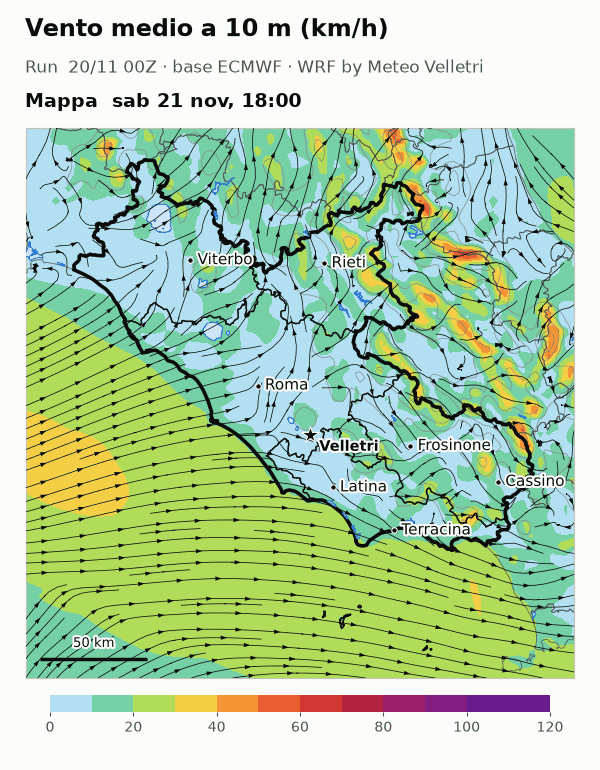 Vento medio a 10 m (km/h)
Run  20/11 00Z · base ECMWF · WRF by Meteo Velletri
Mappa  sab 21 nov, 18:00
Viterbo
Rieti
Roma
Velletri
Frosinone
Latina
Cassino
Terracina
50 km
0 20 40 60 80 100 120